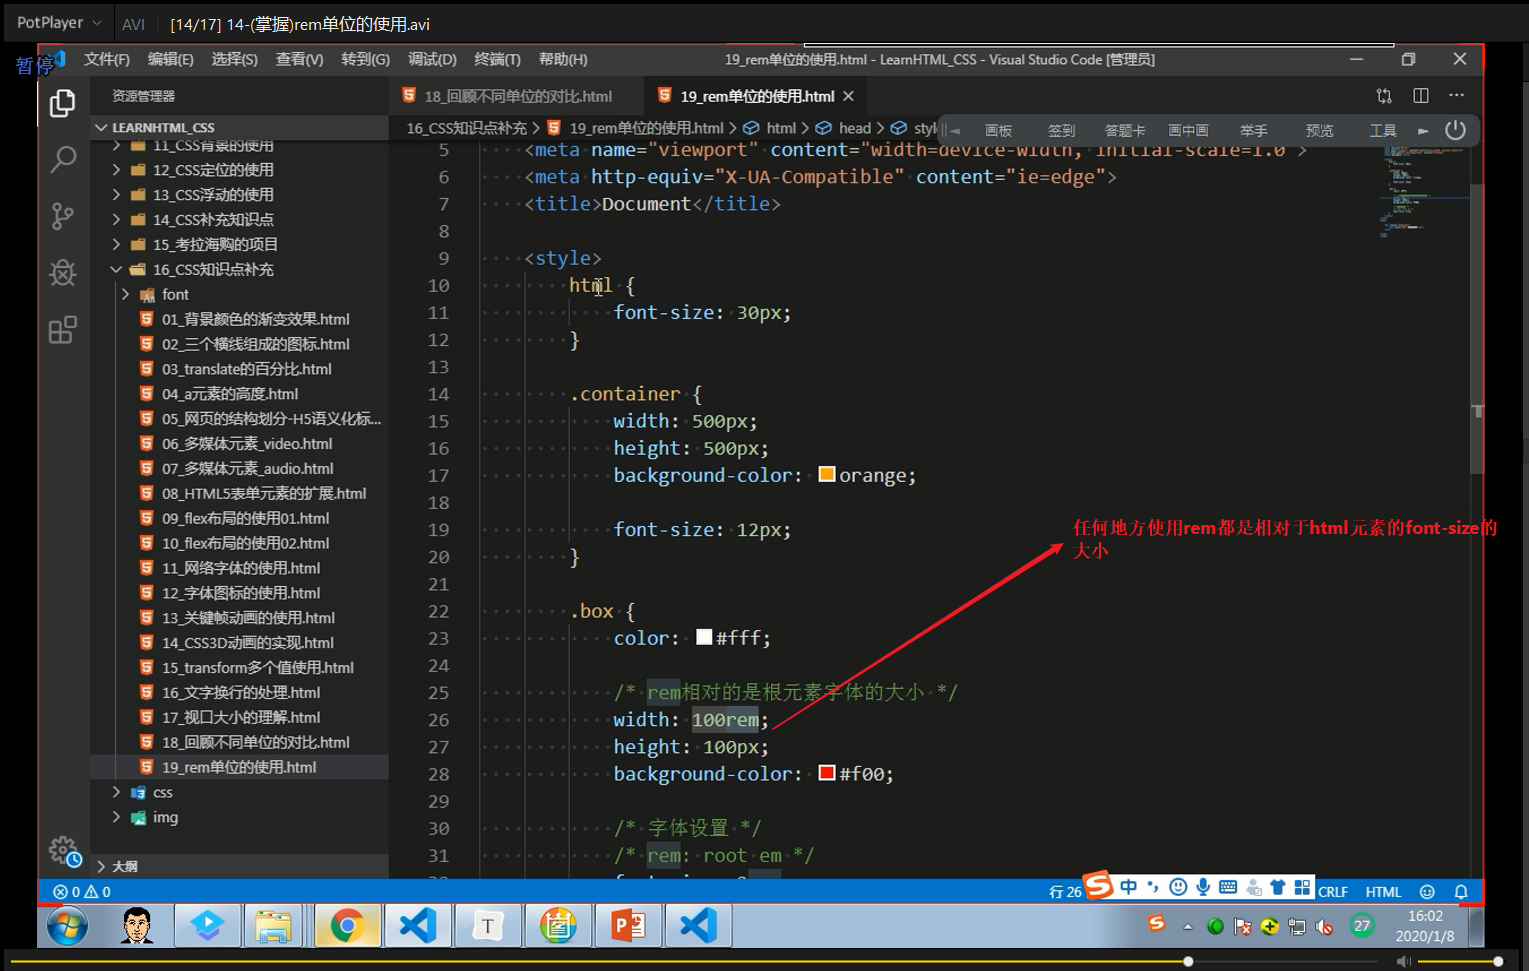 PotPlayer
AVI
[14/17] 14-(掌握)rem单位的使用.avi
暂停
文件(F) 编辑(E) 选择(S) 查看(V) 转到(G) 调试(D) 终端(T) 帮助(H)
19_rem单位的使用.html - LearnHTML_CSS - Visual Studio Code [管理员]
资源管理器
18_回顾不同单位的对比.html
19_rem单位的使用.html
LEARNHTML_CSS
16_CSS知识点补充 > 19_rem单位的使用.html > html > head >
画板 签到 答题卡 画中画 举手 预览 工具
11_CSS背景的使用
12_CSS定位的使用
13_CSS浮动的使用
14_CSS补充知识点
15_考拉海购的项目
16_CSS知识点补充
font
01_背景颜色的渐变效果.html
02_三个横线组成的图标.html
03_translate的百分比.html
04_a元素的高度.html
05_网页的结构划分-H5语义化标...
06_多媒体元素_video.html
07_多媒体元素_audio.html
08_HTML5表单元素的扩展.html
09_flex布局的使用01.html
10_flex布局的使用02.html
11_网络字体的使用.html
12_字体图标的使用.html
13_关键帧动画的使用.html
14_CSS3D动画的实现.html
15_transform多个值使用.html
16_文字换行的处理.html
17_视口大小的理解.html
18_回顾不同单位的对比.html
19_rem单位的使用.html
css
img
大纲
5 <meta name="viewport" content="width=device-width, initial-scale=1.0">
6 <meta http-equiv="X-UA-Compatible" content="ie=edge">
7 <title>Document</title>
8
9 <style>
10 html {
11 font-size: 30px;
12 }
13
14 .container {
15 width: 500px;
16 height: 500px;
17 background-color: orange;
18
19 font-size: 12px;
20 }
21
22 .box {
23 color: #fff;
24
25 /* rem相对的是根元素字体的大小 */
26 width: 100rem;
27 height: 100px;
28 background-color: #f00;
29
30 /* 字体设置 */
31 /* rem: root em */
任何地方使用rem都是相对于html元素的font-size的
大小
0 0
行 26
中
CRLF HTML
27
16:02
2020/1/8